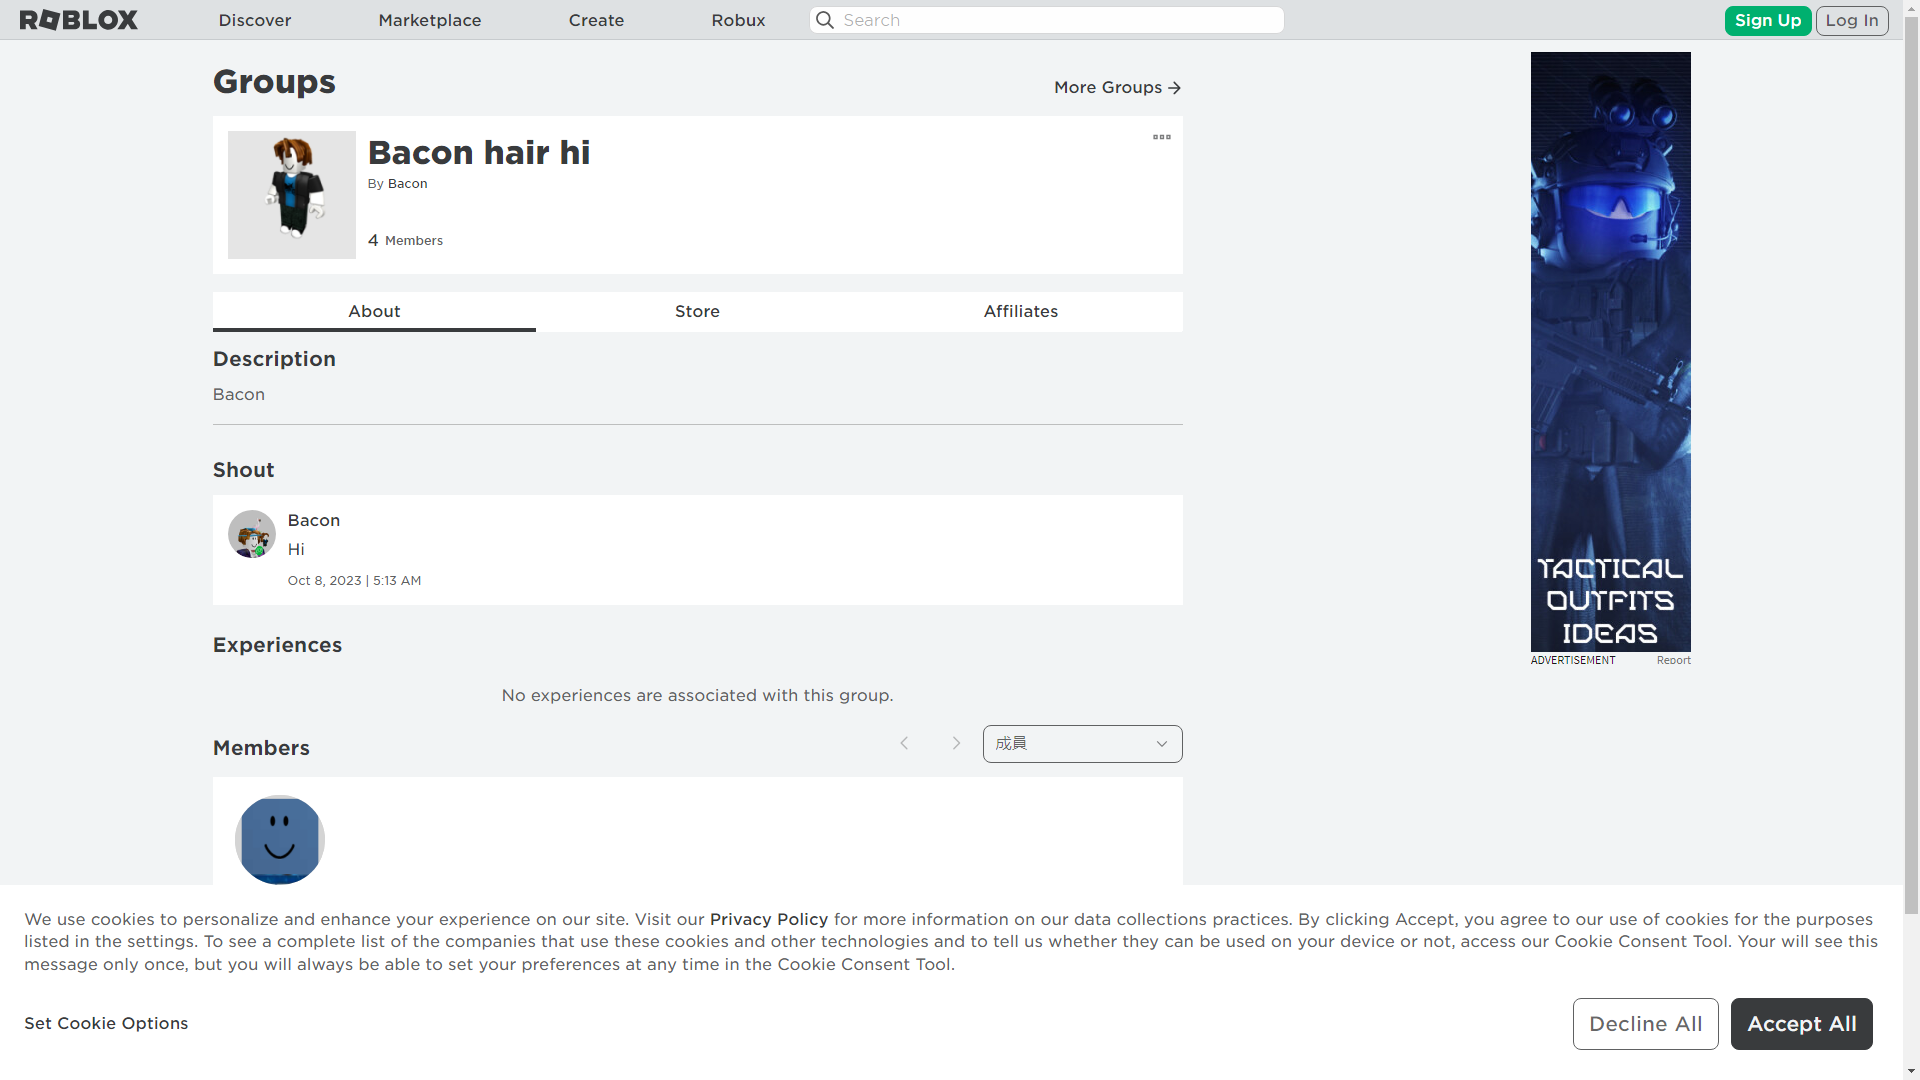 ROBLOX
Discover
Marketplace
Create
Robux
Search
Sign Up
Log In
Groups
More Groups
Bacon hair hi
By Bacon
4 Members
About
Store
Affiliates
Description
Bacon
Shout
Bacon
Hi
Oct 8, 2023 | 5:13 AM
Experiences
No experiences are associated with this group.
Members
成員
TACTICAL
OUTFITS
IDEAS
ADVERTISEMENT
Report
We use cookies to personalize and enhance your experience on our site. Visit our Privacy Policy for more information on our data collections practices. By clicking Accept, you agree to our use of cookies for the purposes
listed in the settings. To see a complete list of the companies that use these cookies and other technologies and to tell us whether they can be used on your device or not, access our Cookie Consent Tool. Your will see this
message only once, but you will always be able to set your preferences at any time in the Cookie Consent Tool.
Set Cookie Options
Decline All
Accept All